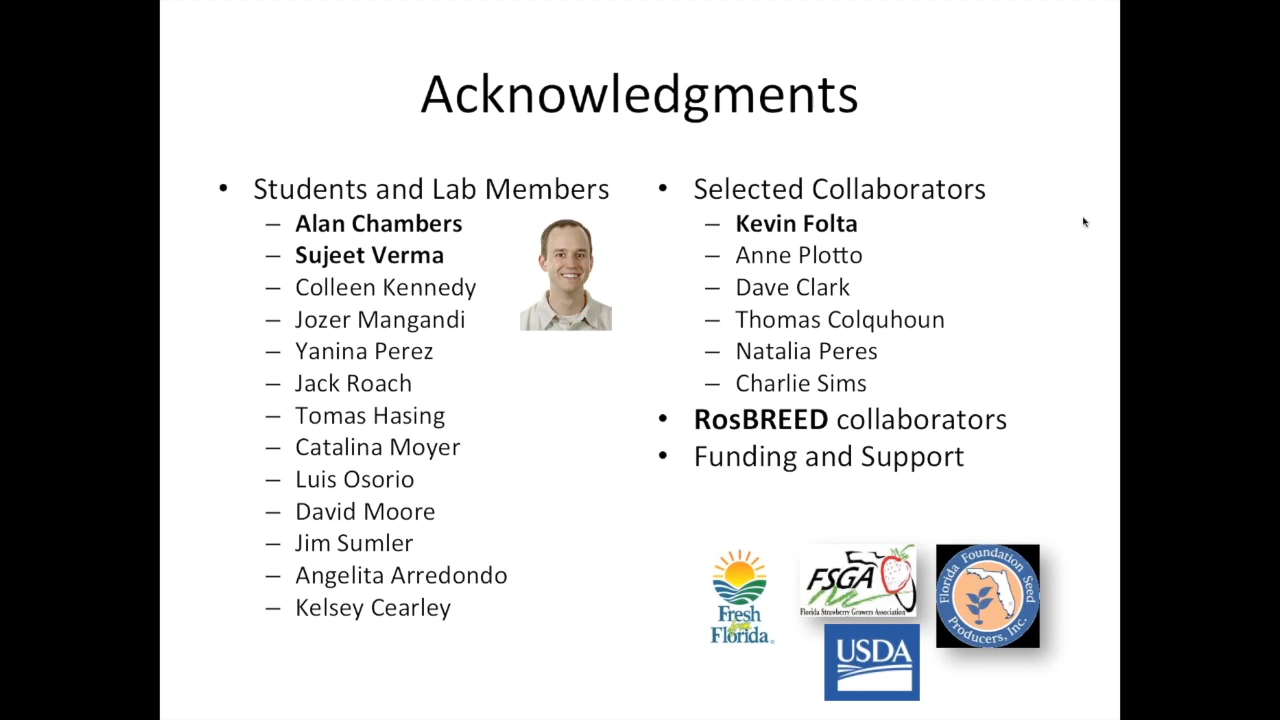 Acknowledgments
• Students and Lab Members
– Alan Chambers
– Sujeet Verma
– Colleen Kennedy
– Jozer Mangandi
– Yanina Perez
– Jack Roach
– Tomas Hasing
– Catalina Moyer
– Luis Osorio
– David Moore
– Jim Sumler
– Angelita Arredondo
– Kelsey Cearley
• Selected Collaborators
– Kevin Folta
– Anne Plotto
– Dave Clark
– Thomas Colquhoun
– Natalia Peres
– Charlie Sims
• RosBREED collaborators
• Funding and Support
Fresh
from
Florida®
FSGA
Florida Strawberry Growers Association
Florida Foundation Seed
Producers, Inc.
USDA